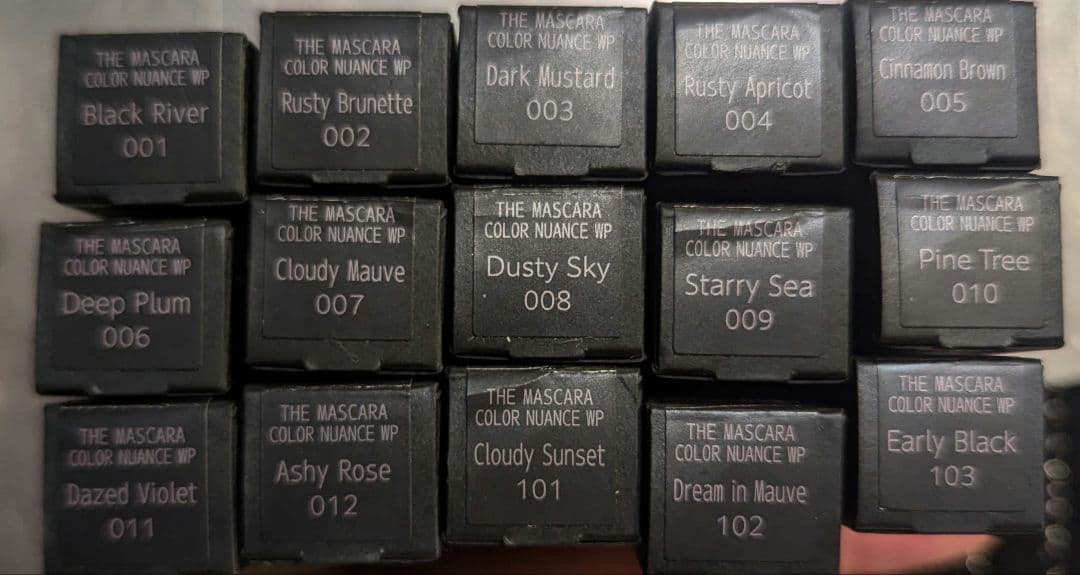 THE MASCARA
COLOR NUANCE WP
Black River
001
THE MASCARA
COLOR NUANCE WP
Rusty Brunette
002
THE MASCARA
COLOR NUANCE WP
Dark Mustard
003
THE MASCARA
COLOR NUANCE WP
Rusty Apricot
004
THE MASCARA
COLOR NUANCE WP
Cinnamon Brown
005
THE MASCARA
COLOR NUANCE WP
Deep Plum
006
THE MASCARA
COLOR NUANCE WP
Cloudy Mauve
007
THE MASCARA
COLOR NUANCE WP
Dusty Sky
008
THE MASCARA
COLOR NUANCE WP
Starry Sea
009
THE MASCARA
COLOR NUANCE WP
Pine Tree
010
THE MASCARA
COLOR NUANCE WP
Dazed Violet
011
THE MASCARA
COLOR NUANCE WP
Ashy Rose
012
THE MASCARA
COLOR NUANCE WP
Cloudy Sunset
101
THE MASCARA
COLOR NUANCE WP
Dream in Mauve
102
THE MASCARA
COLOR NUANCE WP
Early Black
103